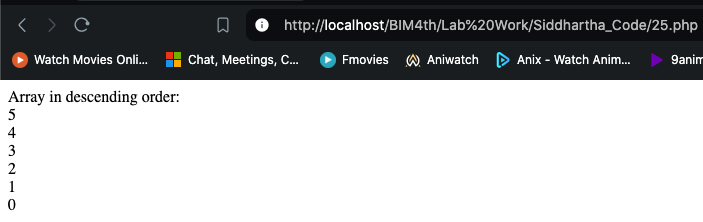 http://localhost/BIM4th/Lab%20Work/Siddhartha_Code/25.php
Watch Movies Onli... Chat, Meetings, C... Fmovies Aniwatch Anix - Watch Anim... 9anim
Array in descending order:
5
4
3
2
1
0